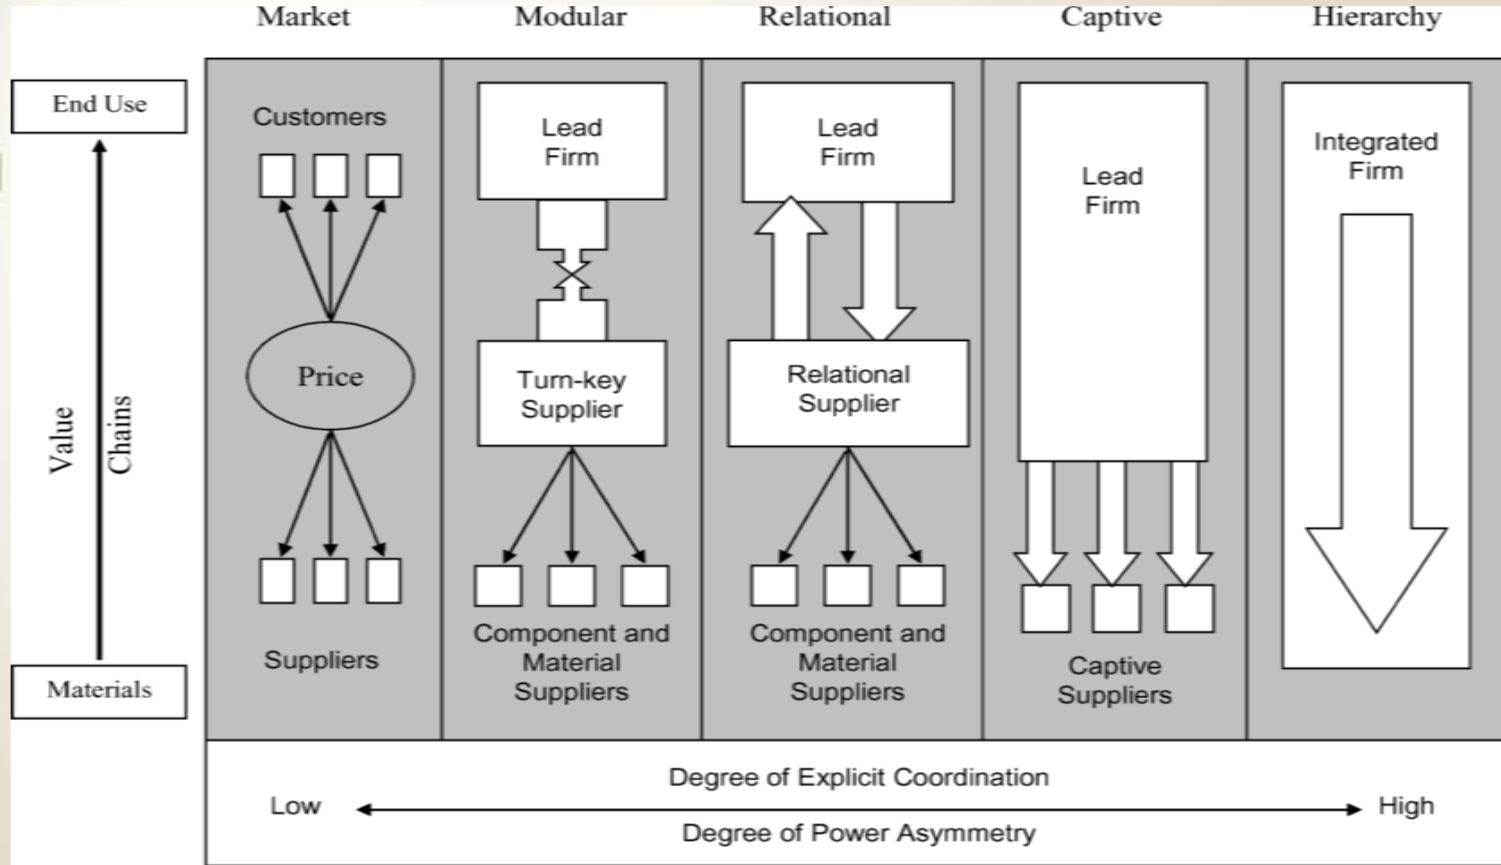 Market
Modular
Relational
Captive
Hierarchy
End Use
Value
Chains
Materials
Customers
Price
Suppliers
Lead
Firm
Turn-key
Supplier
Component and
Material
Suppliers
Lead
Firm
Relational
Supplier
Component and
Material
Suppliers
Lead
Firm
Captive
Suppliers
Integrated
Firm
Degree of Explicit Coordination
Low
High
Degree of Power Asymmetry